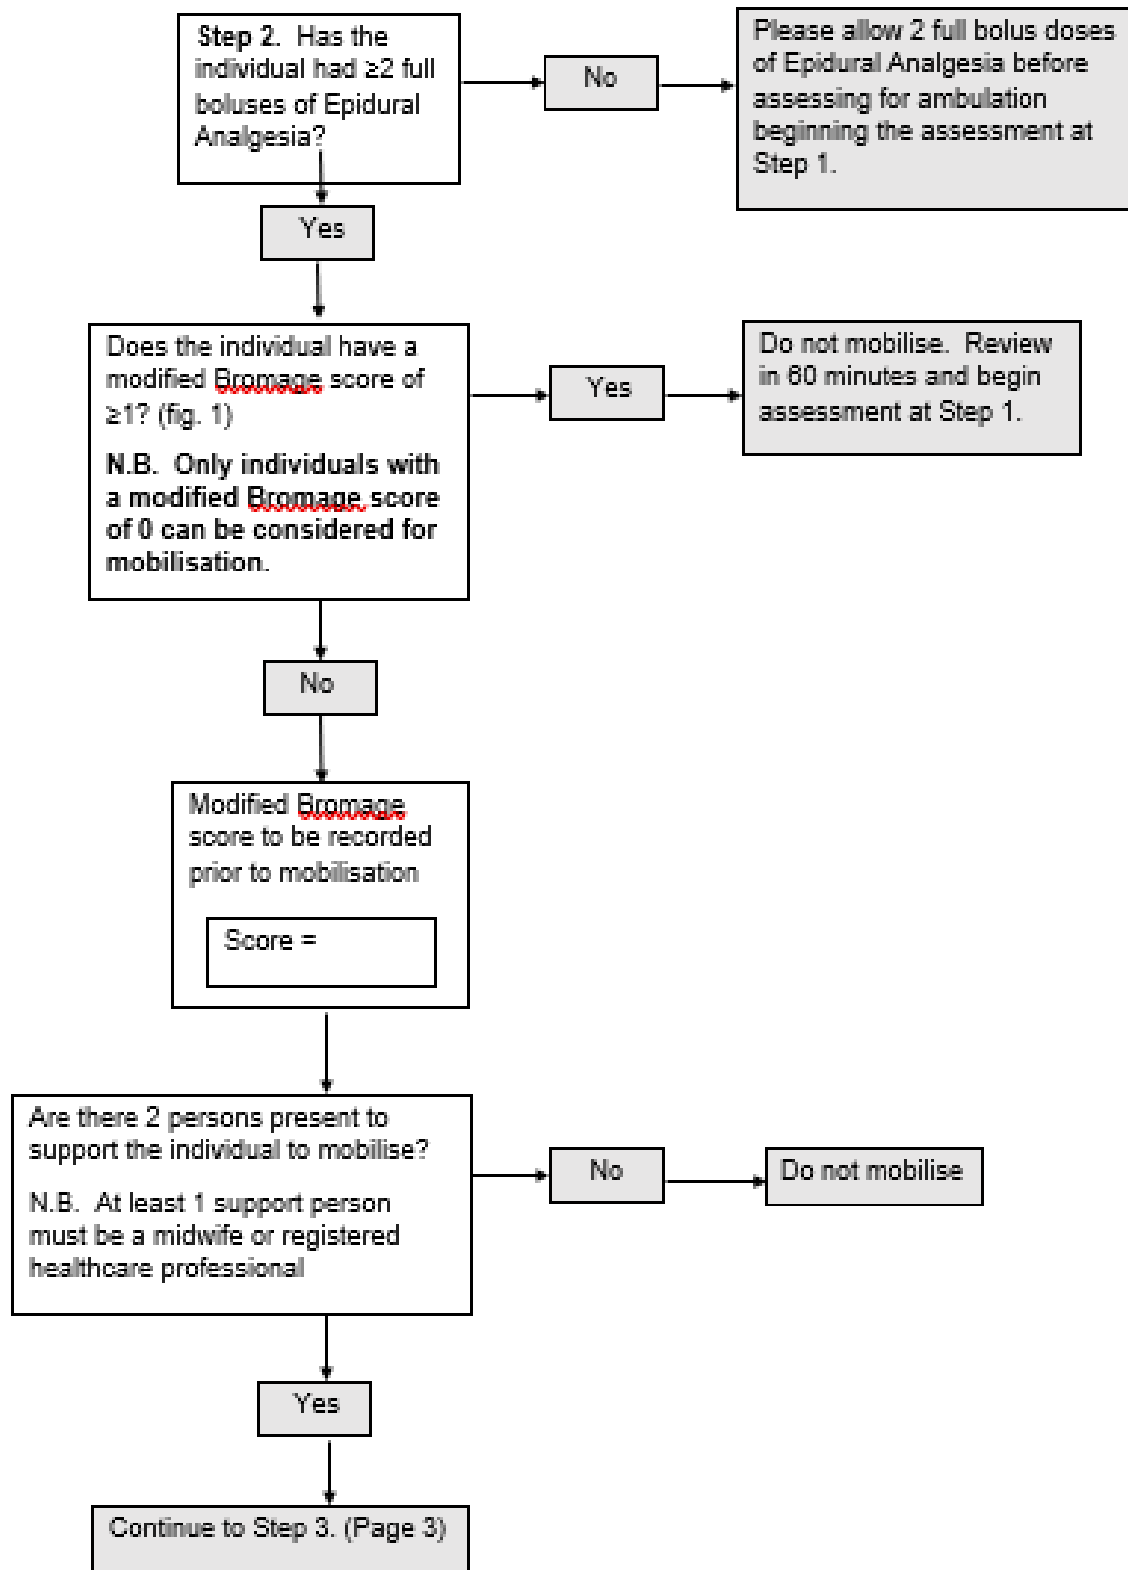 Step 2. Has the
individual had ≥2 full
boluses of Epidural
Analgesia?
No
Please allow 2 full bolus doses
of Epidural Analgesia before
assessing for ambulation
beginning the assessment at
Step 1.
Yes
Does the individual have a
modified Bromage score of
≥1? (fig. 1)
N.B. Only individuals with
a modified Bromage score
of 0 can be considered for
mobilisation.
Yes
Do not mobilise. Review
in 60 minutes and begin
assessment at Step 1.
No
Modified Bromage
score to be recorded
prior to mobilisation
Score =
Are there 2 persons present to
support the individual to mobilise?
N.B. At least 1 support person
must be a midwife or registered
healthcare professional
No
Do not mobilise
Yes
Continue to Step 3. (Page 3)